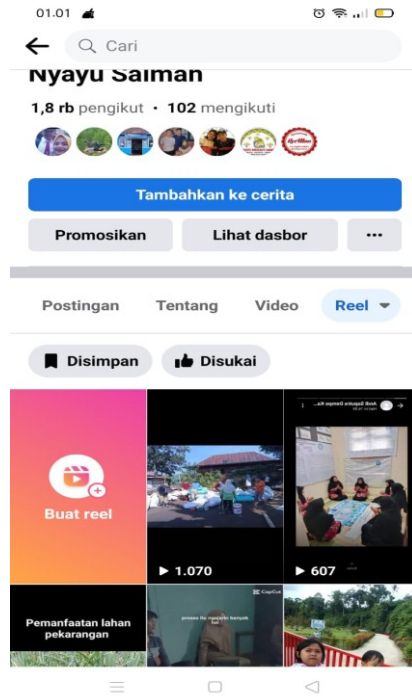 01.01
Cari
Nyayu Salmah
1,8 rb pengikut • 102 mengikuti
Tambahkan ke cerita
Promosikan
Lihat dasbor
Postingan
Tentang
Video
Reel
Disimpan
Disukai
Buat reel
1.070
607
Pemanfaatan lahan
pekarangan
CapCut